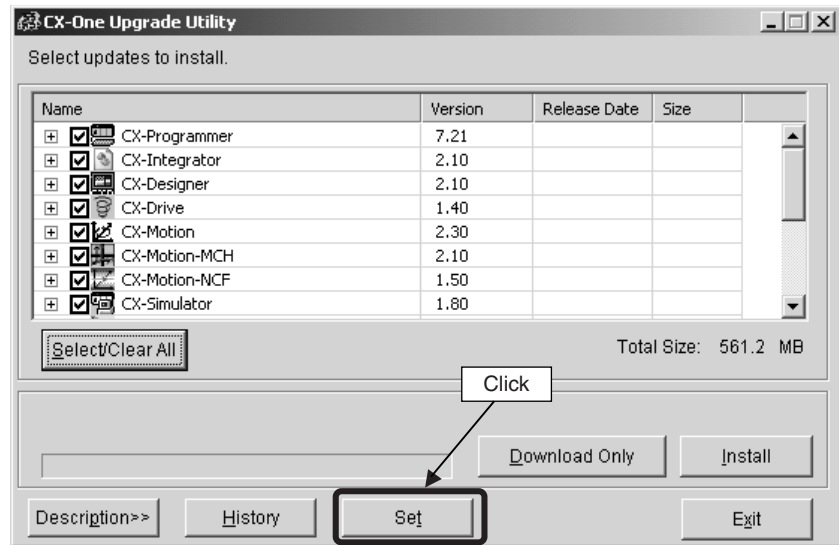 CX-One Upgrade Utility
Select updates to install.
Name Version Release Date Size
CX-Programmer 7.21
CX-Integrator 2.10
CX-Designer 2.10
CX-Drive 1.40
CX-Motion 2.30
CX-Motion-MCH 2.10
CX-Motion-NCF 1.50
CX-Simulator 1.80
Select/Clear All Total Size: 561.2 MB
Click
Download Only Install
Description>> History Set Exit